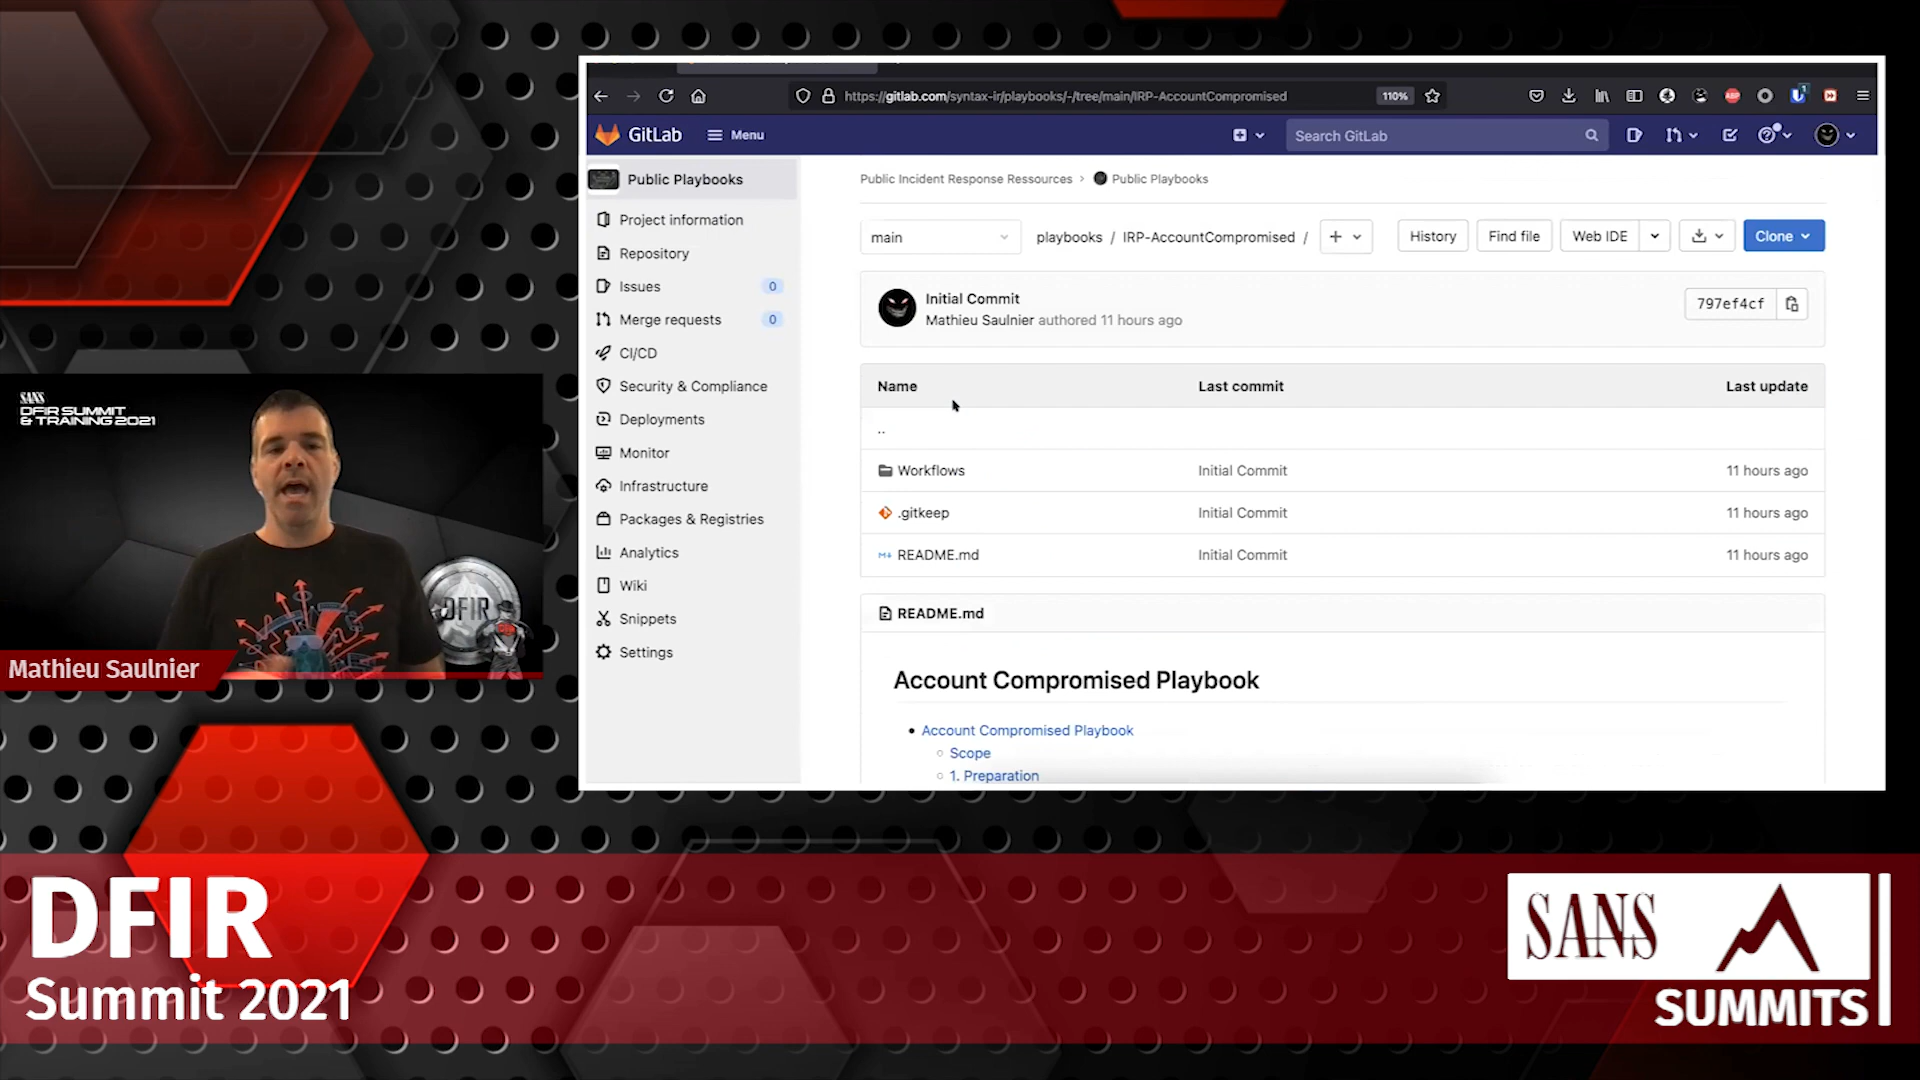 https://gitlab.com/syntax-ir/playbooks/-/tree/main/IRP-AccountCompromised
110%
GitLab
Menu
Search GitLab
Public Playbooks
Project information
Repository
Issues 0
Merge requests 0
CI/CD
Security & Compliance
Deployments
Monitor
Infrastructure
Packages & Registries
Analytics
Wiki
Snippets
Settings
Public Incident Response Ressources > Public Playbooks
main
playbooks / IRP-AccountCompromised /
History
Find file
Web IDE
Clone
Initial Commit
Mathieu Saulnier authored 11 hours ago
797ef4cf
Name Last commit Last update
..
Workflows Initial Commit 11 hours ago
.gitkeep Initial Commit 11 hours ago
README.md Initial Commit 11 hours ago
README.md
Account Compromised Playbook
Account Compromised Playbook
Scope
1. Preparation
SANS
DFIR SUMMIT
& TRAINING 2021
DFIR
Mathieu Saulnier
DFIR
Summit 2021
SANS
SUMMITS